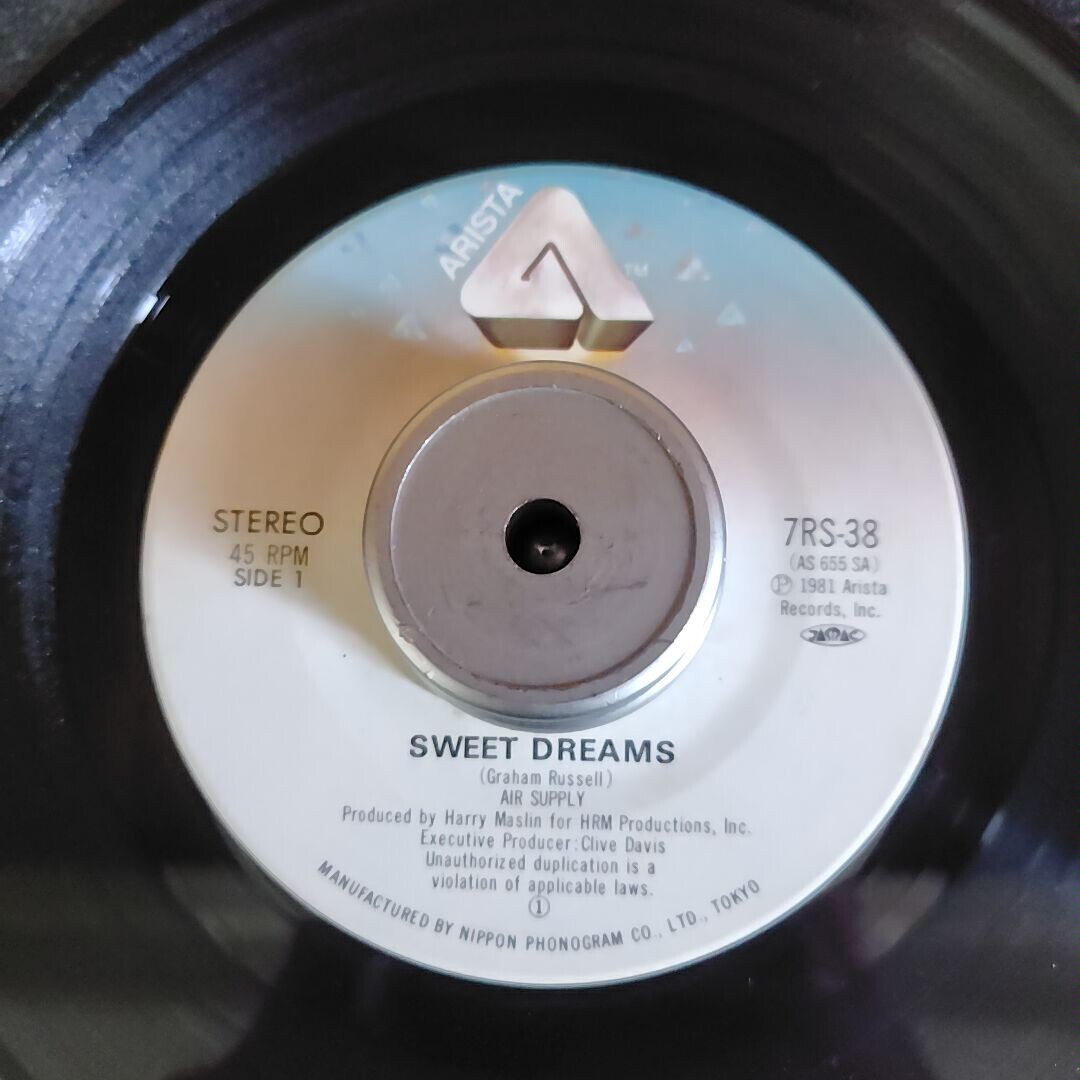 ARISTA
TM
STEREO
45 RPM
SIDE 1
7RS-38
(AS 655 SA)
Ⓟ 1981 Arista
Records, Inc.
SWEET DREAMS
(Graham Russell)
AIR SUPPLY
Produced by Harry Maslin for HRM Productions, Inc.
Executive Producer:Clive Davis
Unauthorized duplication is a
violation of applicable laws.
①
MANUFACTURED BY NIPPON PHONOGRAM CO., LTD., TOKYO